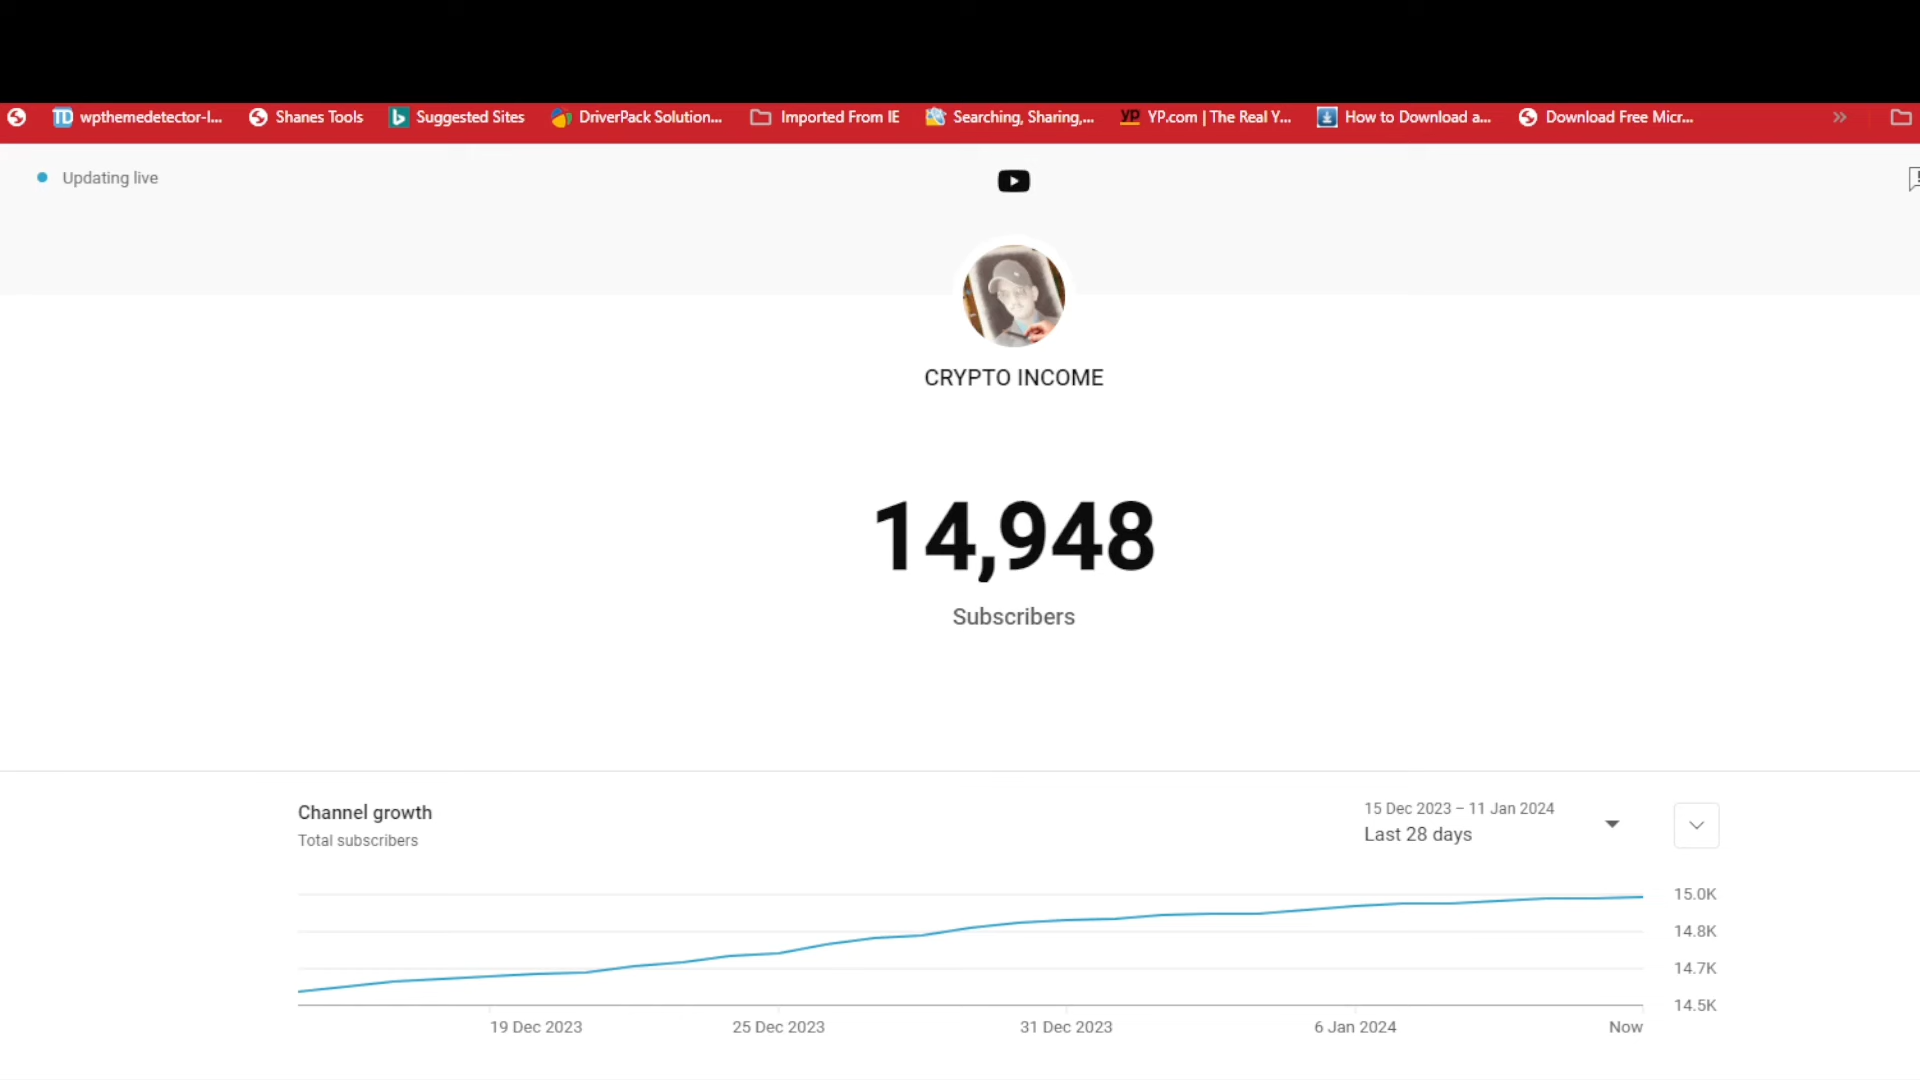 TD wpthemedetector-l... Shanes Tools Suggested Sites DriverPack Solution... Imported From IE Searching, Sharing,... YP YP.com | The Real Y... How to Download a... Download Free Micr... »
Updating live
CRYPTO INCOME
14,948
Subscribers
Channel growth
Total subscribers
15 Dec 2023 – 11 Jan 2024
Last 28 days
15.0K
14.8K
14.7K
14.5K
19 Dec 2023 25 Dec 2023 31 Dec 2023 6 Jan 2024 Now